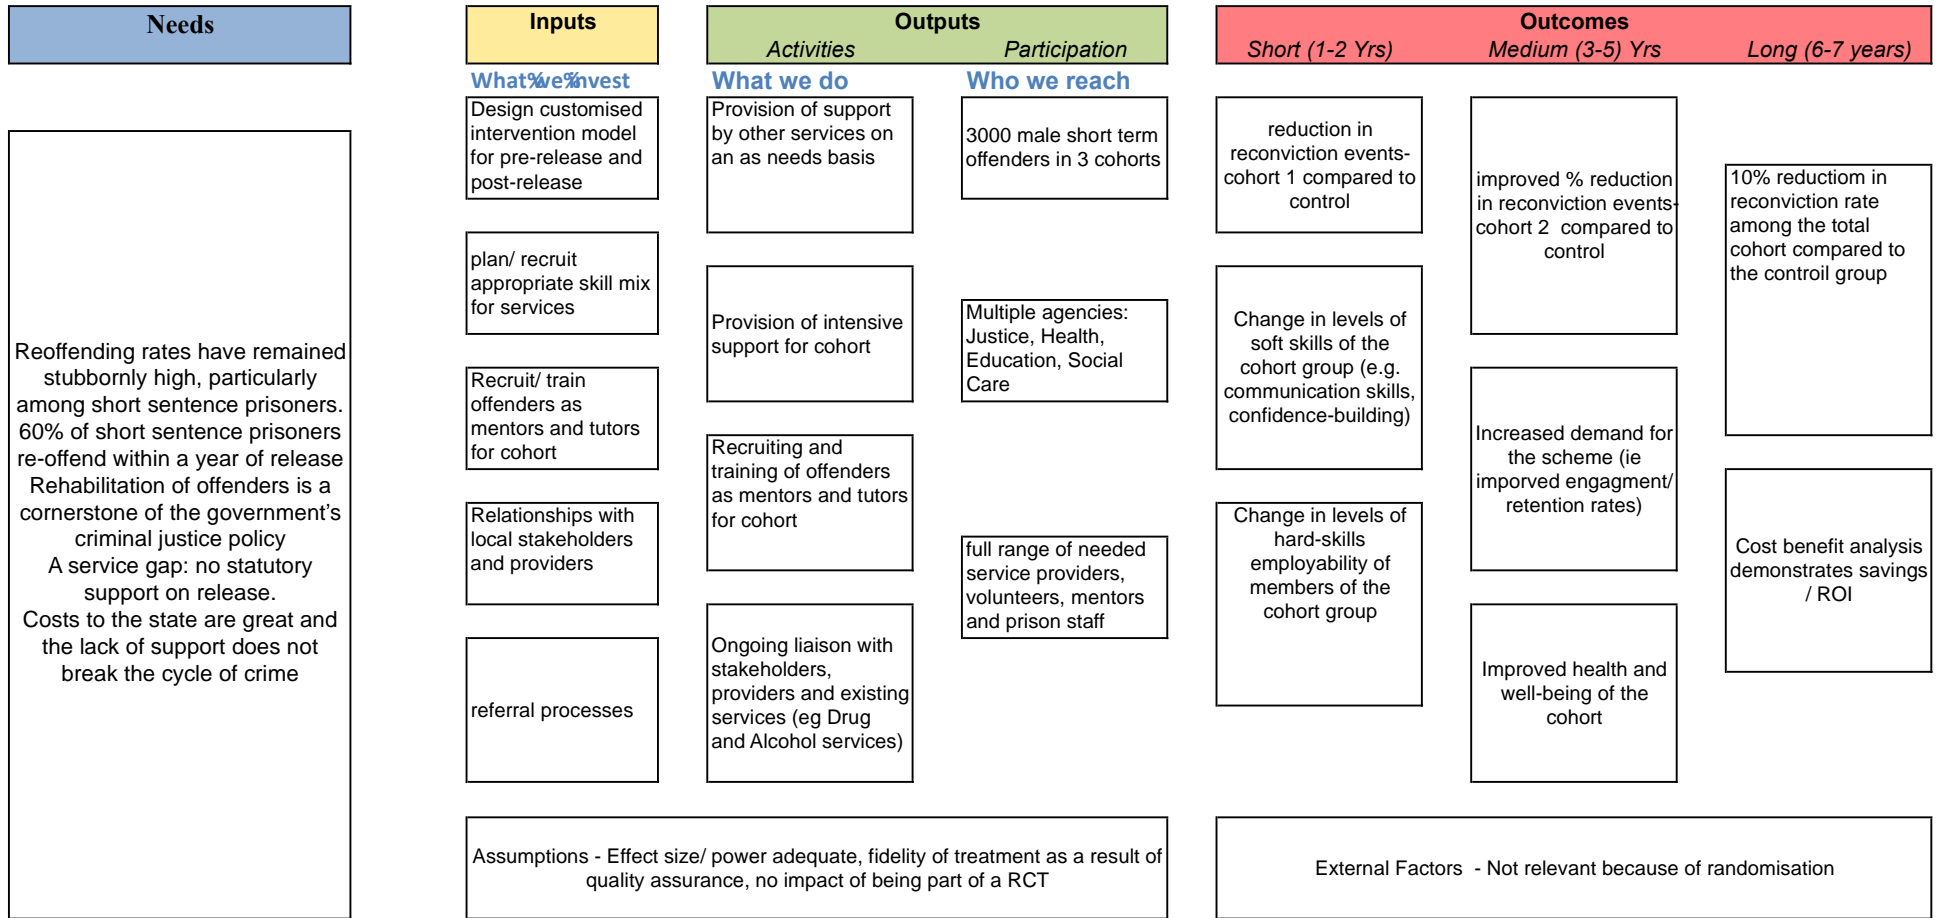 Needs
Inputs
Outputs
Activities
Participation
Outcomes
Short (1-2 Yrs)
Medium (3-5) Yrs
Long (6-7 years)
What%we%invest
What we do
Who we reach
Reoffending rates have remained
stubbornly high, particularly
among short sentence prisoners.
60% of short sentence prisoners
re-offend within a year of release
Rehabilitation of offenders is a
cornerstone of the government’s
criminal justice policy
A service gap: no statutory
support on release.
Costs to the state are great and
the lack of support does not
break the cycle of crime
Design customised
intervention model
for pre-release and
post-release
plan/ recruit
appropriate skill mix
for services
Recruit/ train
offenders as
mentors and tutors
for cohort
Relationships with
local stakeholders
and providers
referral processes
Provision of support
by other services on
an as needs basis
Provision of intensive
support for cohort
Recruiting and
training of offenders
as mentors and tutors
for cohort
Ongoing liaison with
stakeholders,
providers and existing
services (eg Drug
and Alcohol services)
3000 male short term
offenders in 3 cohorts
Multiple agencies:
Justice, Health,
Education, Social
Care
full range of needed
service providers,
volunteers, mentors
and prison staff
reduction in
reconviction events-
cohort 1 compared to
control
Change in levels of
soft skills of the
cohort group (e.g.
communication skills,
confidence-building)
Change in levels of
hard-skills
employability of
members of the
cohort group
improved % reduction
in reconviction events-
cohort 2  compared to
control
Increased demand for
the scheme (ie
imporved engagment/
retention rates)
Improved health and
well-being of the
cohort
10% reductiom in
reconviction rate
among the total
cohort compared to
the controil group
Cost benefit analysis
demonstrates savings
/ ROI
Assumptions - Effect size/ power adequate, fidelity of treatment as a result of
quality assurance, no impact of being part of a RCT
External Factors  - Not relevant because of randomisation